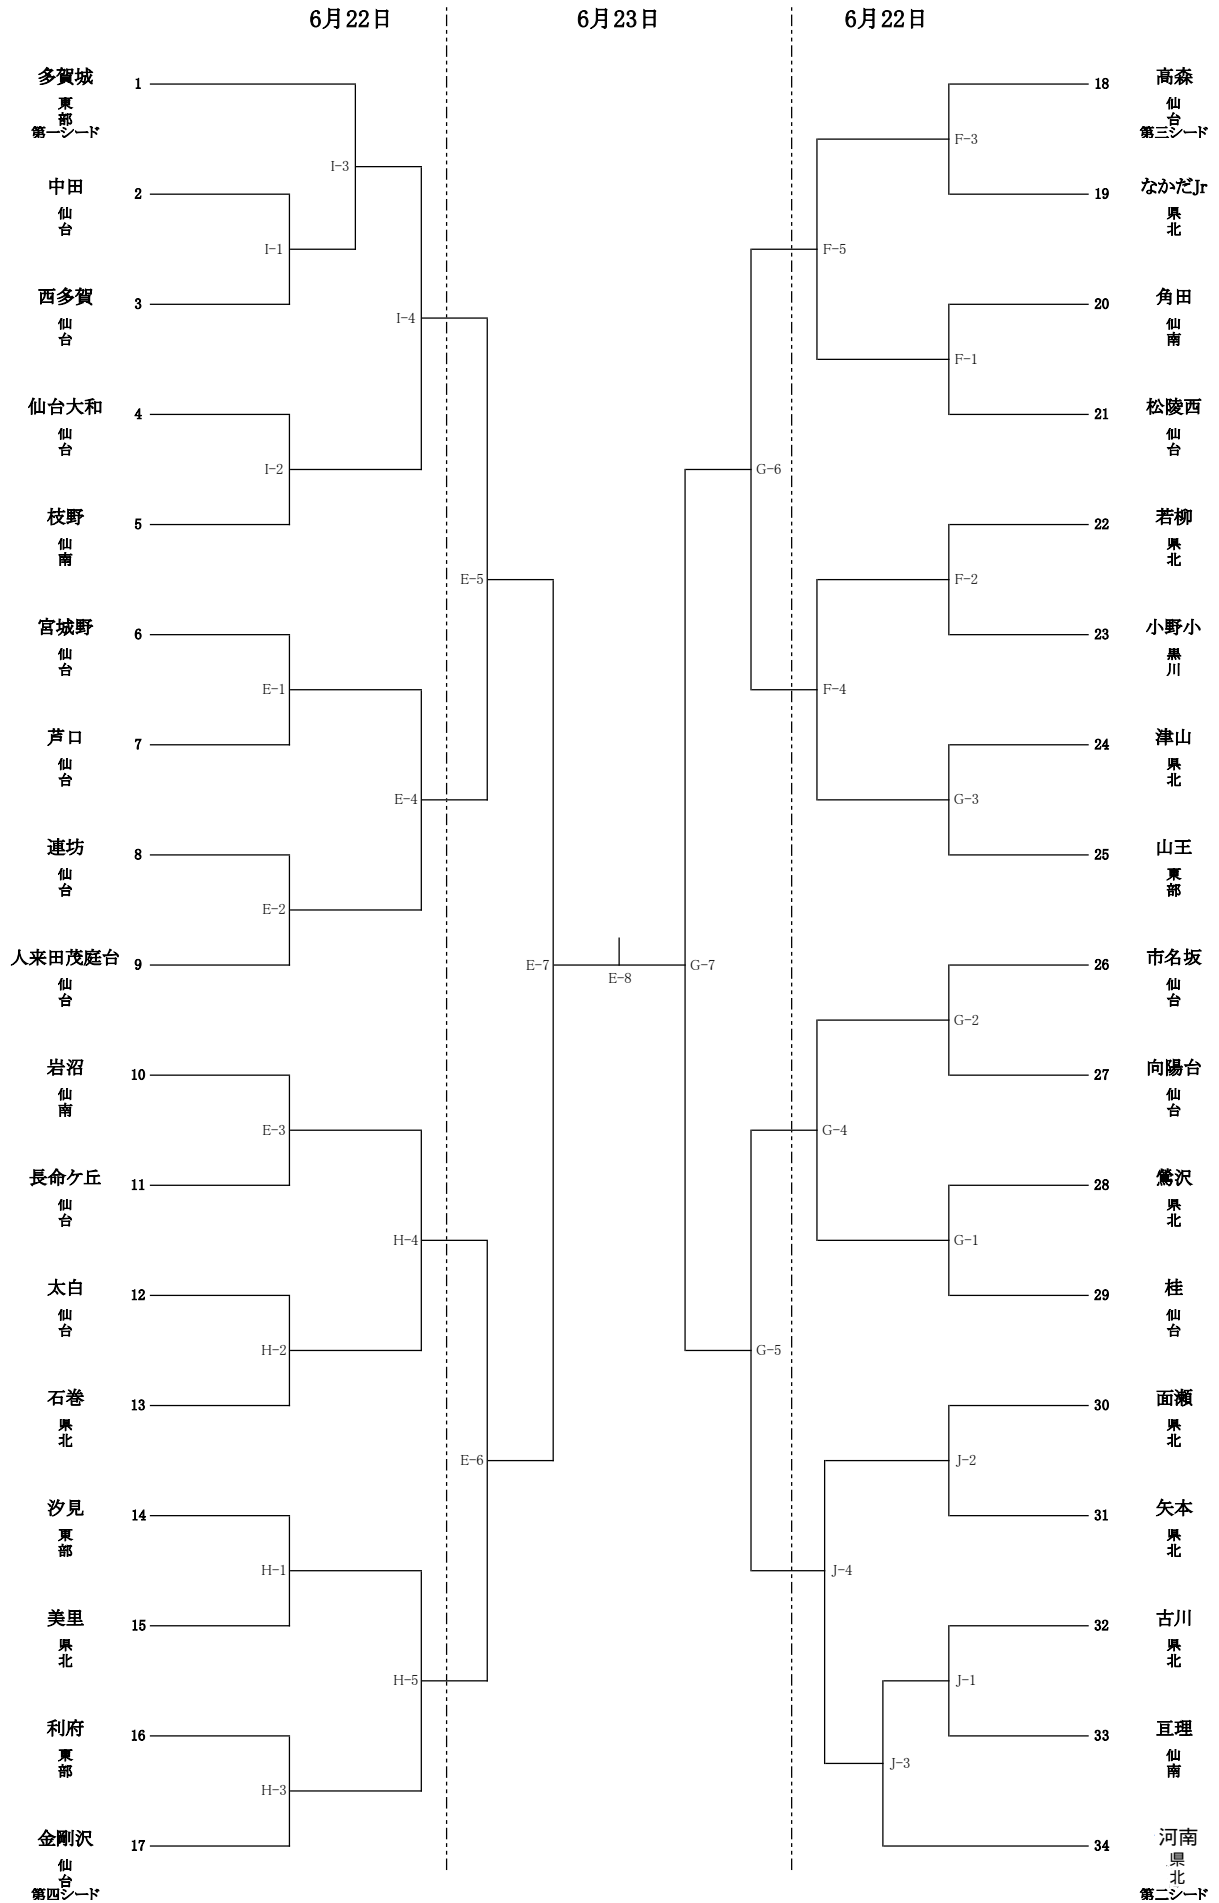 6月22日
6月23日
6月22日
多賀城
1
東部
第一シード
中田
2
仙台
西多賀
3
仙台
仙台大和
4
仙台
枝野
5
仙南
宮城野
6
仙台
芦口
7
仙台
連坊
8
仙台
人来田茂庭台
9
仙台
岩沼
10
仙南
長命ケ丘
11
仙台
太白
12
仙台
石巻
13
県北
汐見
14
東部
美里
15
県北
利府
16
東部
金剛沢
17
仙台
第四シード
I-3
I-1
I-4
I-2
E-5
E-1
E-4
E-2
E-7
E-8
G-7
E-3
H-4
H-2
E-6
H-1
H-5
H-3
F-3
F-5
F-1
G-6
F-2
F-4
G-3
G-2
G-4
G-1
G-5
J-2
J-4
J-1
J-3
18
高森
仙台
第三シード
19
なかだJr
県北
20
角田
仙南
21
松陵西
仙台
22
若柳
県北
23
小野小
黒川
24
津山
県北
25
山王
東部
26
市名坂
仙台
27
向陽台
仙台
28
鶯沢
県北
29
桂
仙台
30
面瀬
県北
31
矢本
県北
32
古川
県北
33
亘理
仙南
34
河南
県北
第二シード